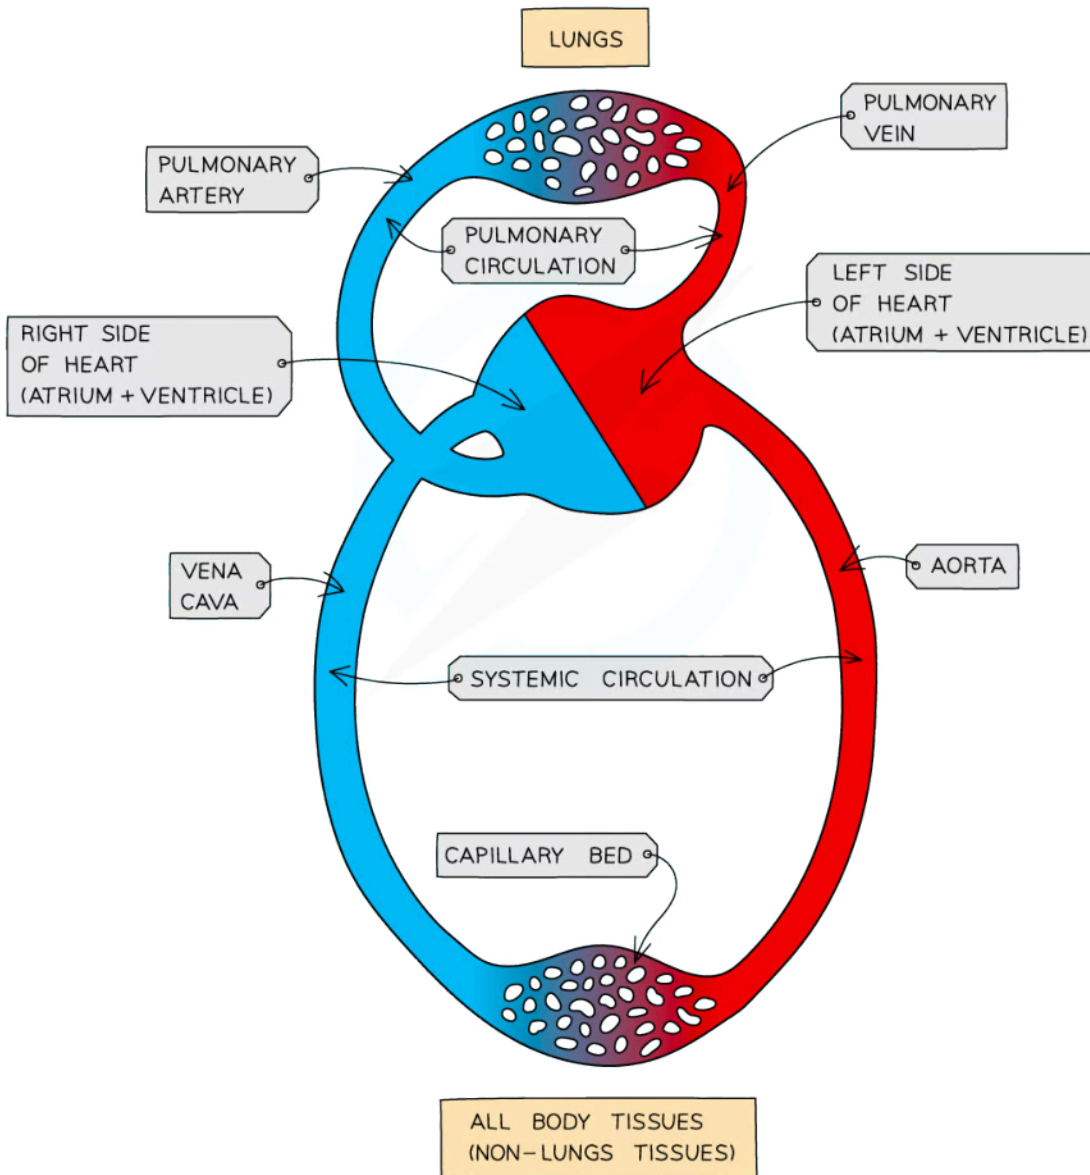 LUNGS
PULMONARY
VEIN
PULMONARY
ARTERY
PULMONARY
CIRCULATION
LEFT SIDE
OF HEART
(ATRIUM + VENTRICLE)
RIGHT SIDE
OF HEART
(ATRIUM + VENTRICLE)
VENA
CAVA
AORTA
SYSTEMIC CIRCULATION
CAPILLARY BED
ALL BODY TISSUES
(NON-LUNGS TISSUES)